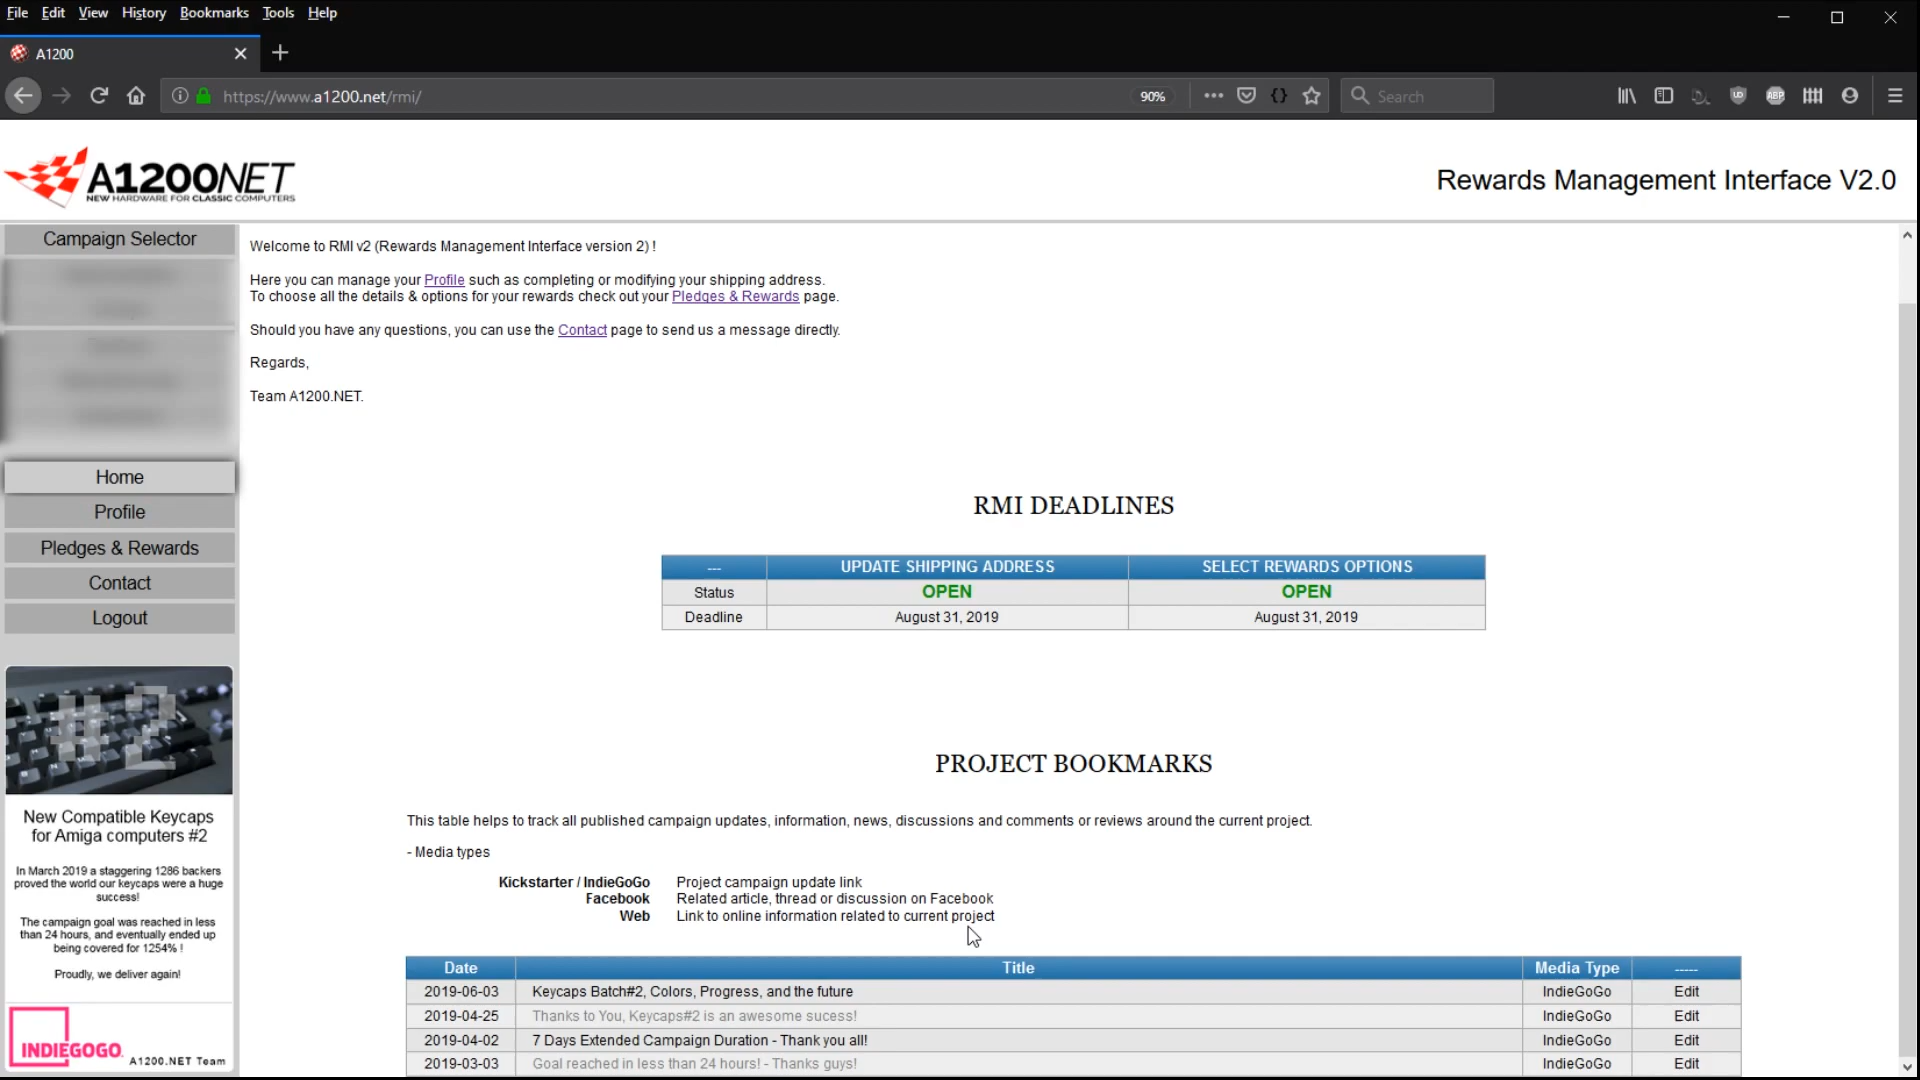 File Edit View History Bookmarks Tools Help
A1200
https://www.a1200.net/rmi/
90%
Search
A1200NET
NEW HARDWARE FOR CLASSIC COMPUTERS
Rewards Management Interface V2.0
Campaign Selector
Home
Profile
Pledges & Rewards
Contact
Logout
#2
New Compatible Keycaps
for Amiga computers #2
In March 2019 a staggering 1286 backers
proved the world our keycaps were a huge
success!
The campaign goal was reached in less
than 24 hours, and eventually ended up
being covered for 1254% !
Proudly, we deliver again!
INDIEGOGO.
A1200.NET Team
Welcome to RMI v2 (Rewards Management Interface version 2) !
Here you can manage your Profile such as completing or modifying your shipping address.
To choose all the details & options for your rewards check out your Pledges & Rewards page.
Should you have any questions, you can use the Contact page to send us a message directly.
Regards,
Team A1200.NET.
RMI DEADLINES
--- UPDATE SHIPPING ADDRESS SELECT REWARDS OPTIONS
Status OPEN OPEN
Deadline August 31, 2019 August 31, 2019
PROJECT BOOKMARKS
This table helps to track all published campaign updates, information, news, discussions and comments or reviews around the current project.
- Media types
Kickstarter / IndieGoGo Project campaign update link
Facebook Related article, thread or discussion on Facebook
Web Link to online information related to current project
Date Title Media Type -----
2019-06-03 Keycaps Batch#2, Colors, Progress, and the future IndieGoGo Edit
2019-04-25 Thanks to You, Keycaps#2 is an awesome sucess! IndieGoGo Edit
2019-04-02 7 Days Extended Campaign Duration - Thank you all! IndieGoGo Edit
2019-03-03 Goal reached in less than 24 hours! - Thanks guys! IndieGoGo Edit